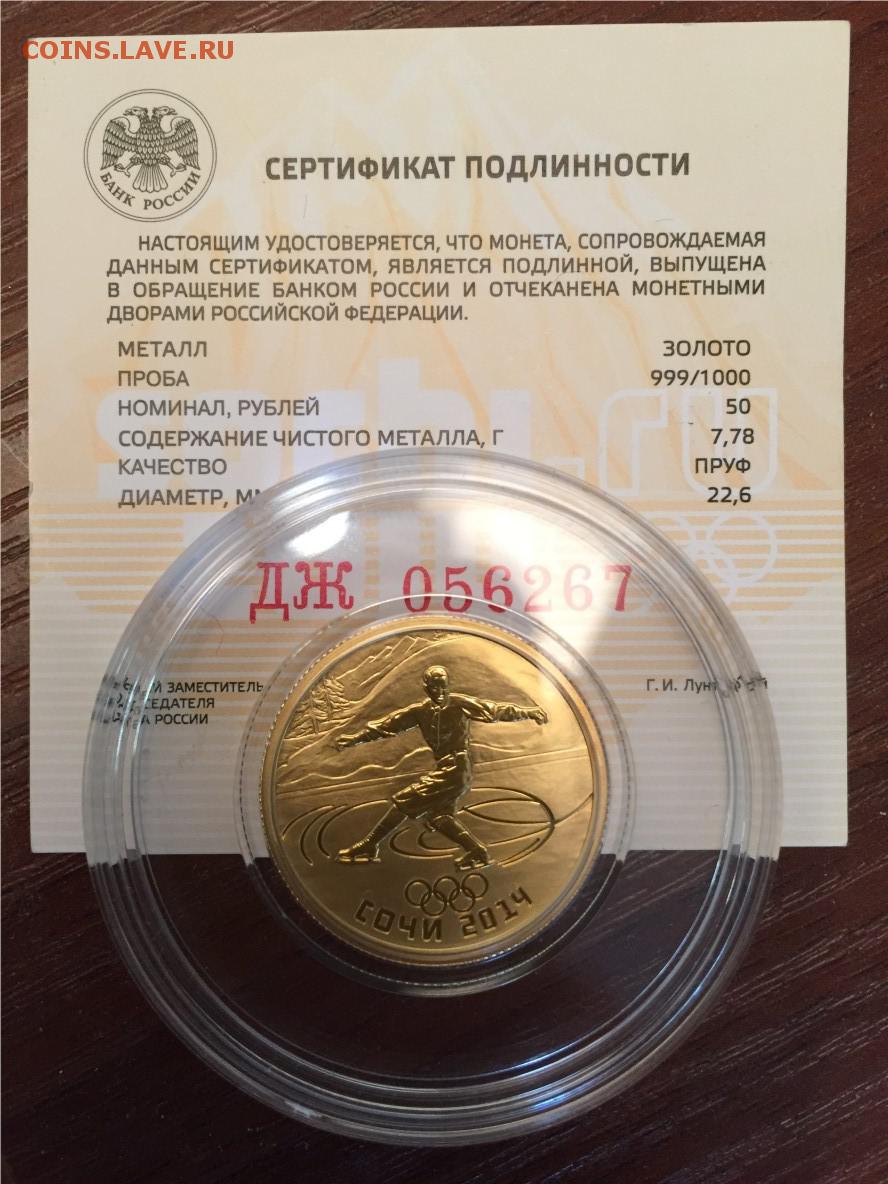 COINS.LAVE.RU
БАНК РОССИИ
СЕРТИФИКАТ ПОДЛИННОСТИ
НАСТОЯЩИМ УДОСТОВЕРЯЕТСЯ, ЧТО МОНЕТА, СОПРОВОЖДАЕМАЯ
ДАННЫМ СЕРТИФИКАТОМ, ЯВЛЯЕТСЯ ПОДЛИННОЙ, ВЫПУЩЕНА
В ОБРАЩЕНИЕ БАНКОМ РОССИИ И ОТЧЕКАНЕНА МОНЕТНЫМИ
ДВОРАМИ РОССИЙСКОЙ ФЕДЕРАЦИИ.
МЕТАЛЛ ЗОЛОТО
ПРОБА 999/1000
НОМИНАЛ, РУБЛЕЙ 50
СОДЕРЖАНИЕ ЧИСТОГО МЕТАЛЛА, Г 7,78
КАЧЕСТВО ПРУФ
ДИАМЕТР, ММ 22,6
ДЖ 056267
ЗАМЕСТИТЕЛЬ
РОССИИ
Г. И.
СОЧИ 2014